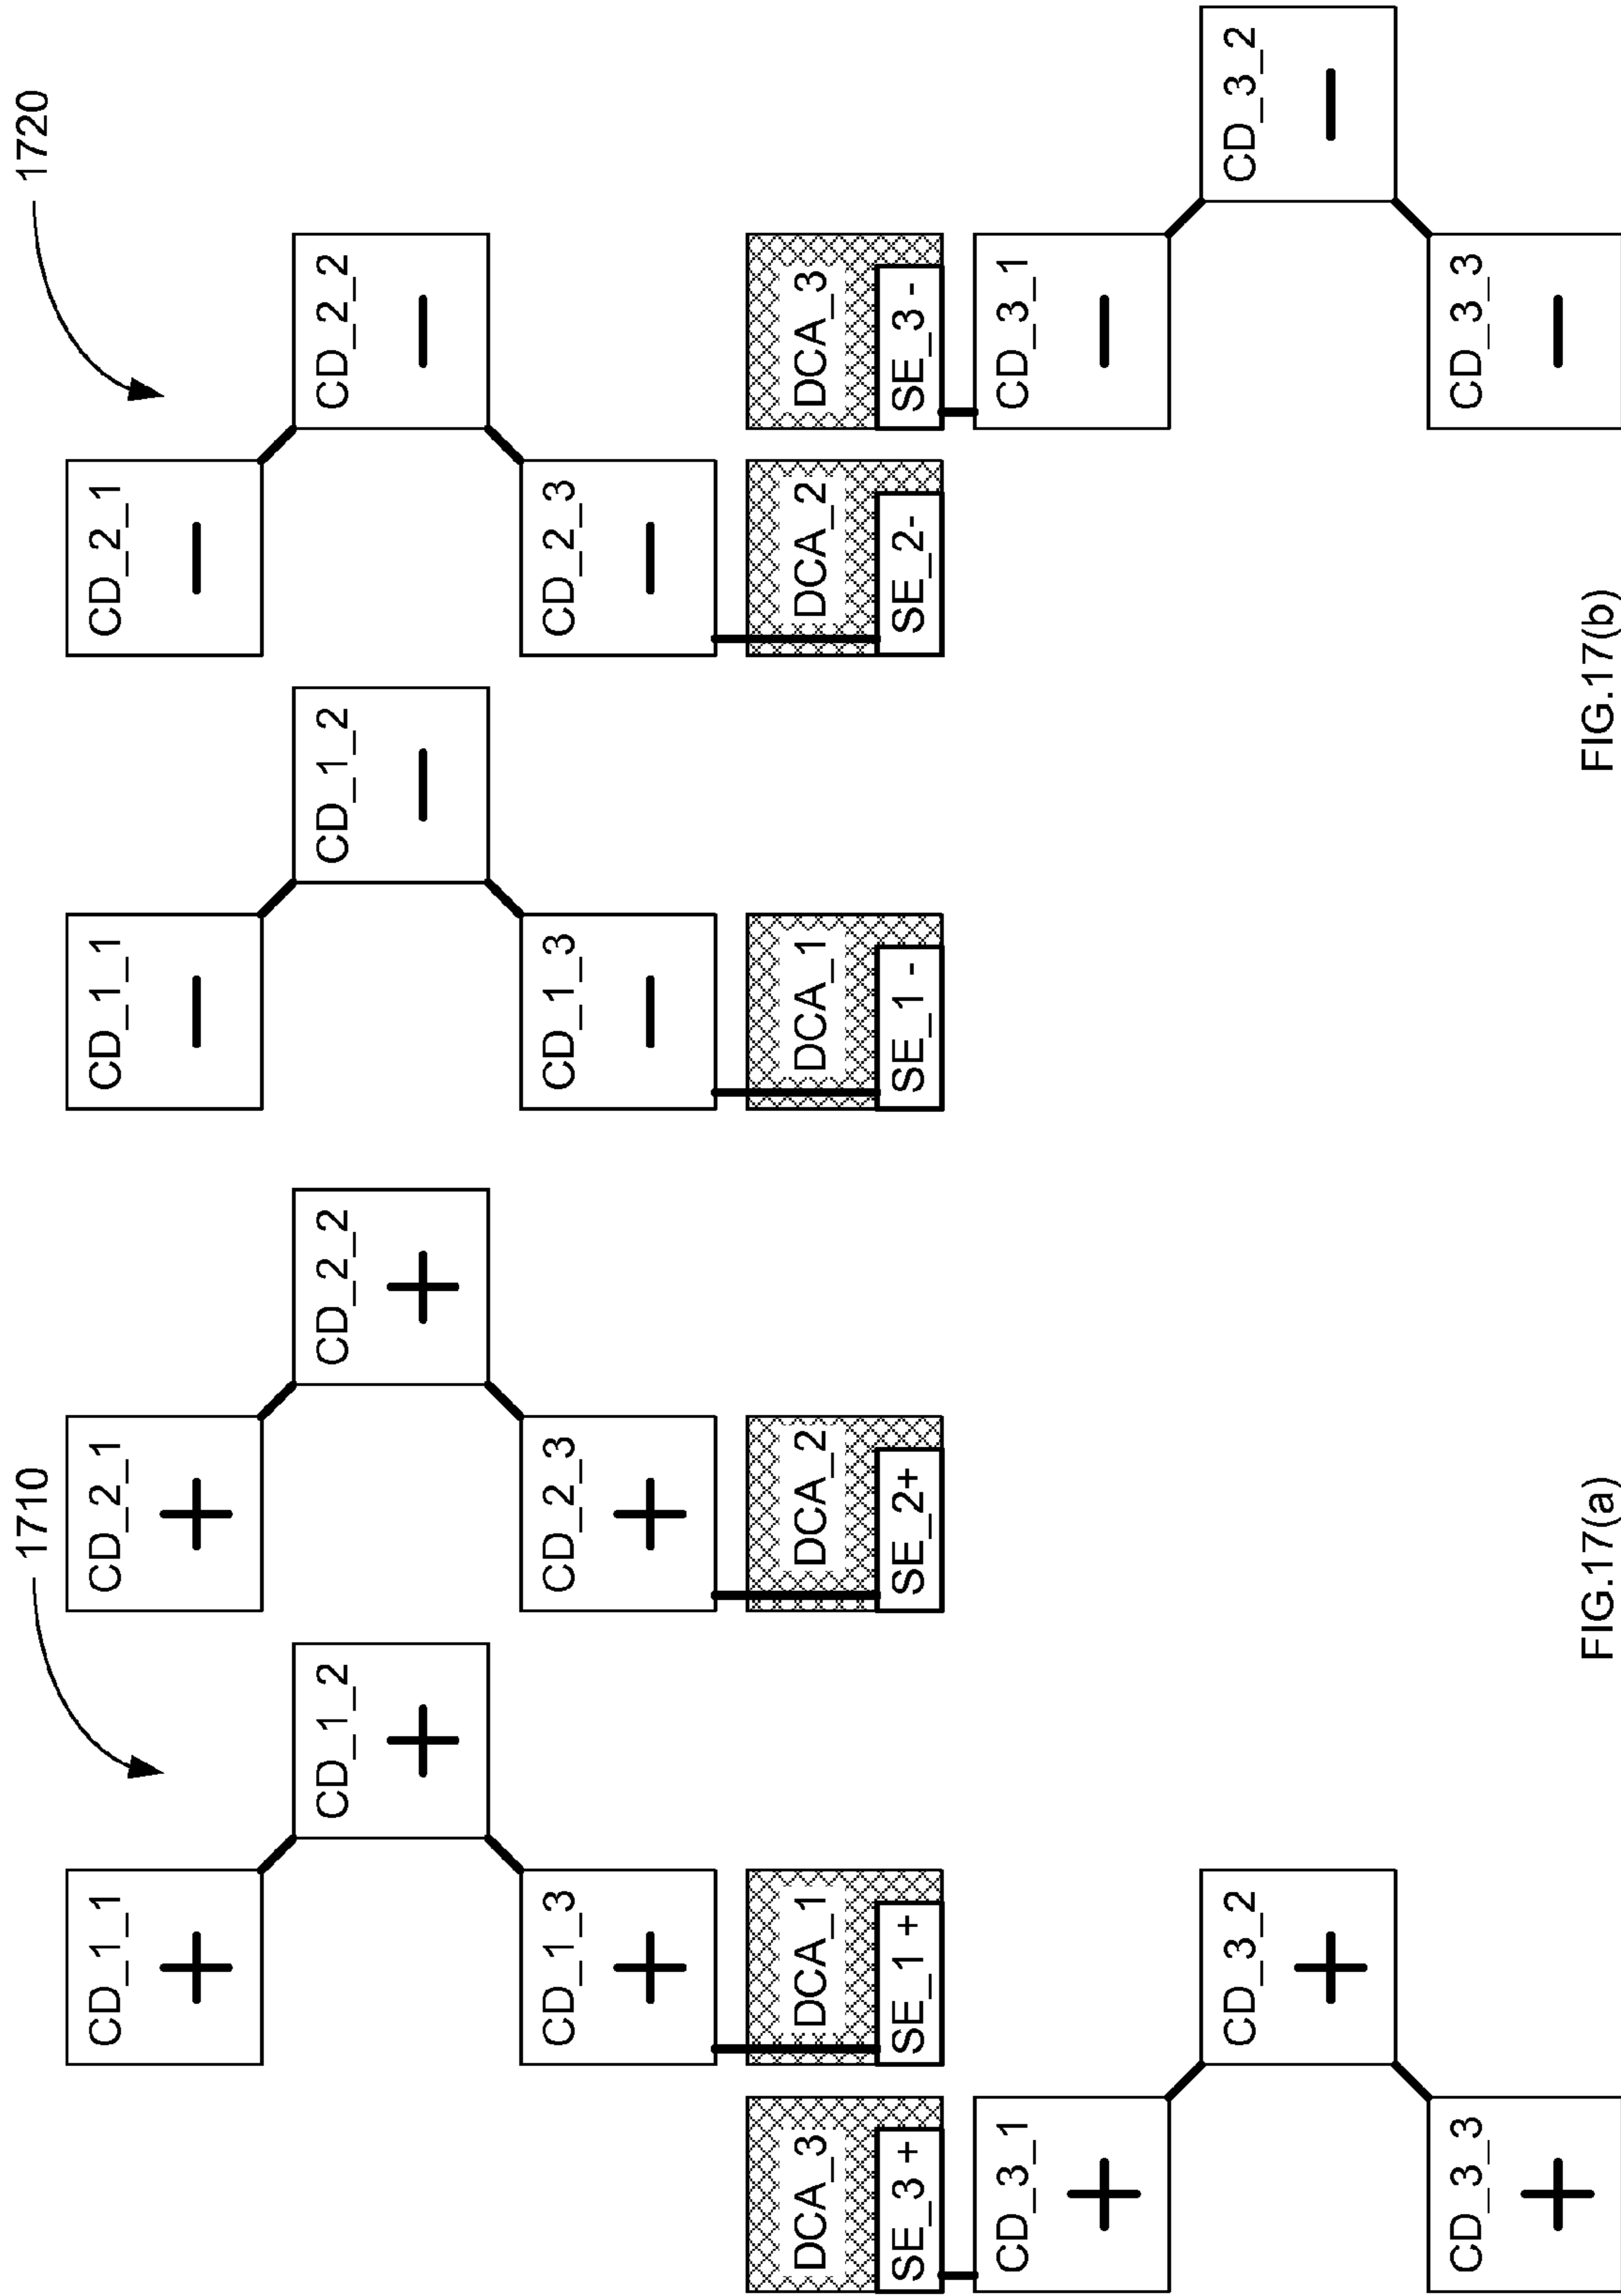 1710
CD_1_1
+
CD_2_1
+
CD_1_2
+
CD_2_2
+
CD_1_3
+
CD_2_3
+
DCA_3
SE_3 +
DCA_1
SE_1 +
DCA_2
SE_2+
CD_3_1
+
CD_3_2
+
CD_3_3
+
FIG.17(a)
1720
CD_1_1
−
CD_2_1
−
CD_1_2
−
CD_2_2
−
CD_1_3
−
CD_2_3
−
DCA_1
SE_1 -
DCA_2
SE_2-
DCA_3
SE_3 -
CD_3_1
−
CD_3_2
−
CD_3_3
−
FIG.17(b)